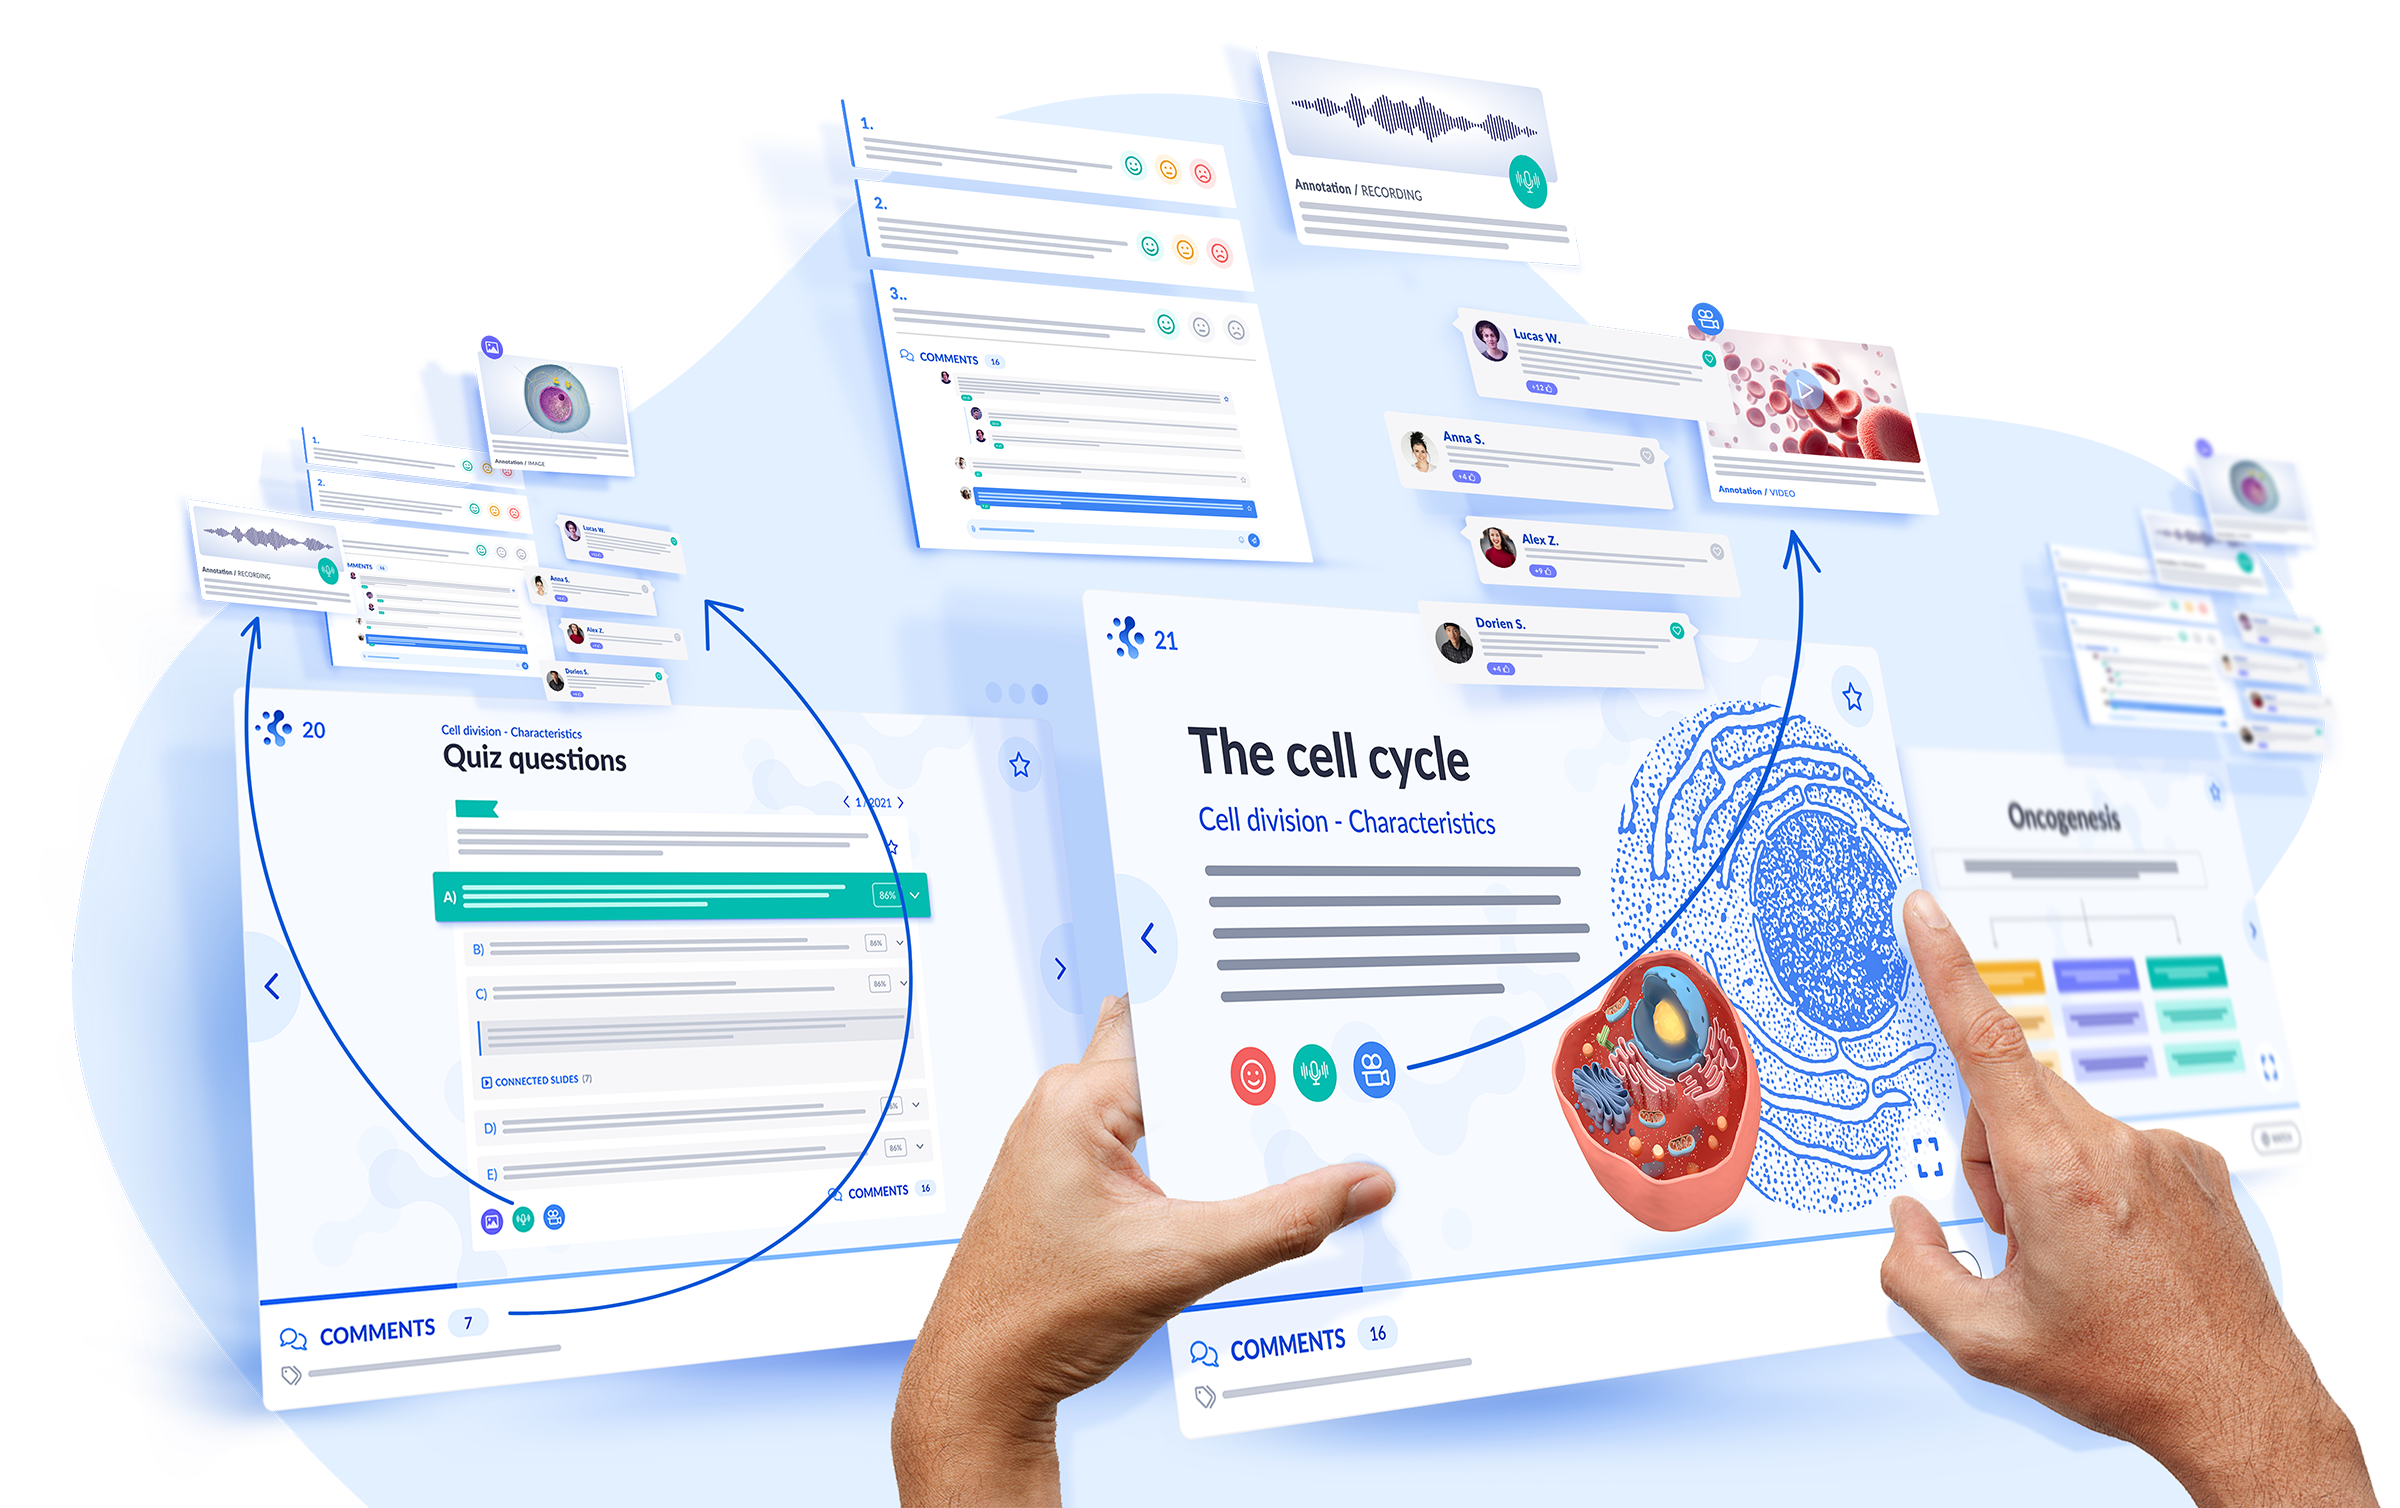 1.
2.
3..
COMMENTS 16
Annotation / RECORDING
Lucas W.
+12
Anna S.
+4
Alex Z.
+9
Dorien S.
+4
Annotation / VIDEO
Annotation / IMAGE
1.
2.
Annotation / RECORDING
MMENTS 16
Lucas W.
Anna S.
Alex Z.
Dorien S.
20
Cell division - Characteristics
Quiz questions
1 / 2021
A) 86%
B) 86%
C) 86%
CONNECTED SLIDES (7)
D) 86%
E) 86%
COMMENTS 16
COMMENTS 7
21
The cell cycle
Cell division - Characteristics
COMMENTS 16
Oncogenesis